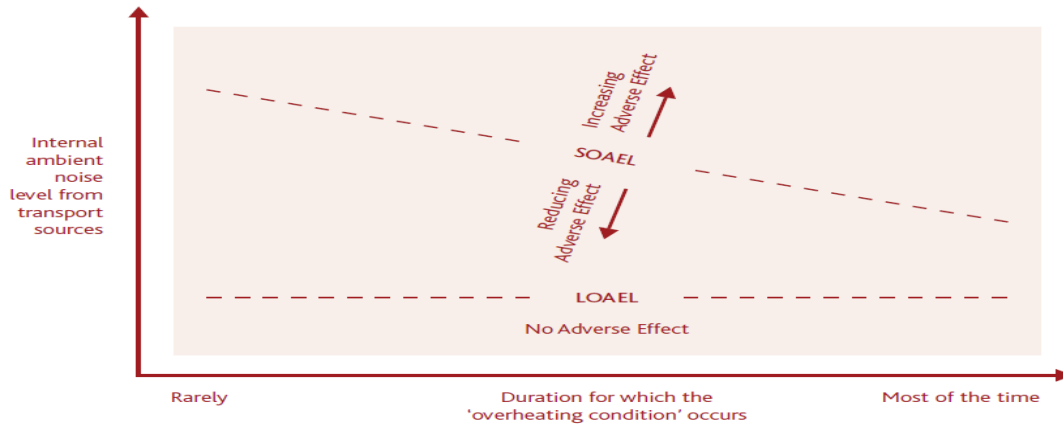 Increasing
Adverse Effect
Internal
ambient
noise
level from
transport
sources
SOAEL
Reducing
Adverse Effect
LOAEL
No Adverse Effect
Rarely
Duration for which the
‘overheating condition’ occurs
Most of the time